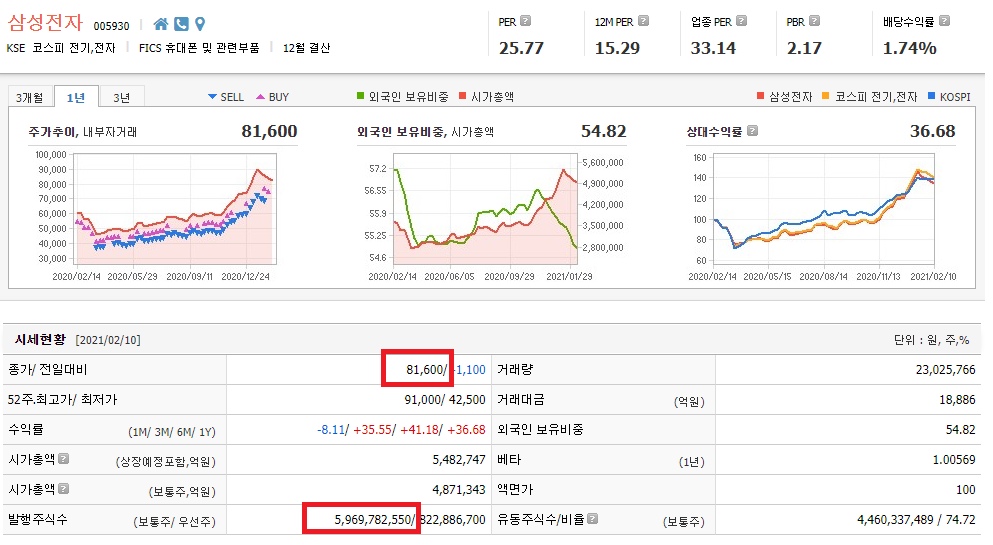 삼성전자 005930
KSE 코스피 전기,전자 | FICS 휴대폰 및 관련부품 | 12월 결산
PER ? 12M PER ? 업종 PER ? PBR ? 배당수익률 ?
25.77 15.29 33.14 2.17 1.74%
3개월 1년 3년 SELL BUY 외국인 보유비중 시가총액 삼성전자 코스피 전기,전자 KOSPI
주가추이, 내부자거래 81,600
100,000
90,000
80,000
70,000
60,000
50,000
40,000
30,000
2020/02/14 2020/05/29 2020/09/11 2020/12/24
외국인 보유비중, 시가총액 54.82
57.2 5,600,000
56.55 4,900,000
55.9 4,200,000
55.25 3,500,000
54.6 2,800,000
2020/02/14 2020/06/05 2020/09/29 2021/01/29
상대수익률 ? 36.68
160
140
120
100
80
60
2020/02/14 2020/05/15 2020/08/14 2020/11/13 2021/02/10
시세현황 [2021/02/10] 단위 : 원, 주,%
종가/ 전일대비 81,600/ -1,100 거래량 23,025,766
52주.최고가/ 최저가 91,000/ 42,500 거래대금 (억원) 18,886
수익률 (1M/ 3M/ 6M/ 1Y) -8.11/ +35.55/ +41.18/ +36.68 외국인 보유비중 54.82
시가총액 ? (상장예정포함,억원) 5,482,747 베타 (1년) 1.00569
시가총액 ? (보통주,억원) 4,871,343 액면가 100
발행주식수 (보통주/ 우선주) 5,969,782,550/ 822,886,700 유동주식수/비율 ? (보통주) 4,460,337,489 / 74.72